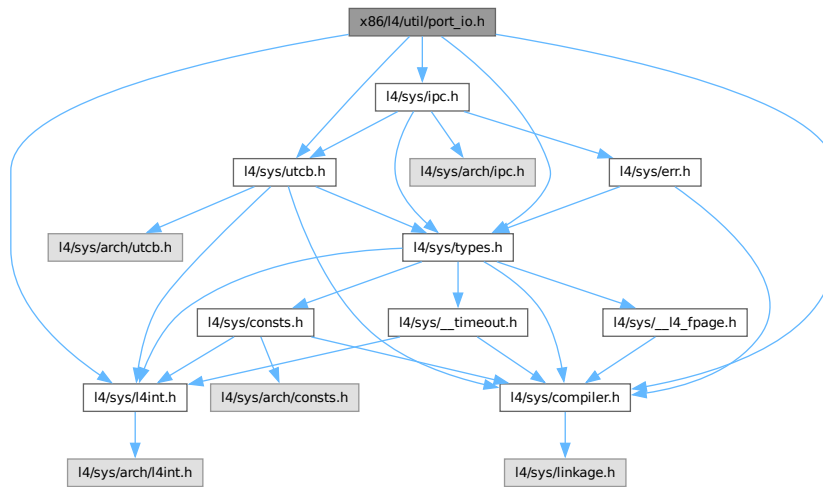 x86/l4/util/port_io.h
l4/sys/ipc.h
l4/sys/utcb.h
l4/sys/arch/ipc.h
l4/sys/err.h
l4/sys/arch/utcb.h
l4/sys/types.h
l4/sys/consts.h
l4/sys/__timeout.h
l4/sys/__l4_fpage.h
l4/sys/l4int.h
l4/sys/arch/consts.h
l4/sys/compiler.h
l4/sys/arch/l4int.h
l4/sys/linkage.h